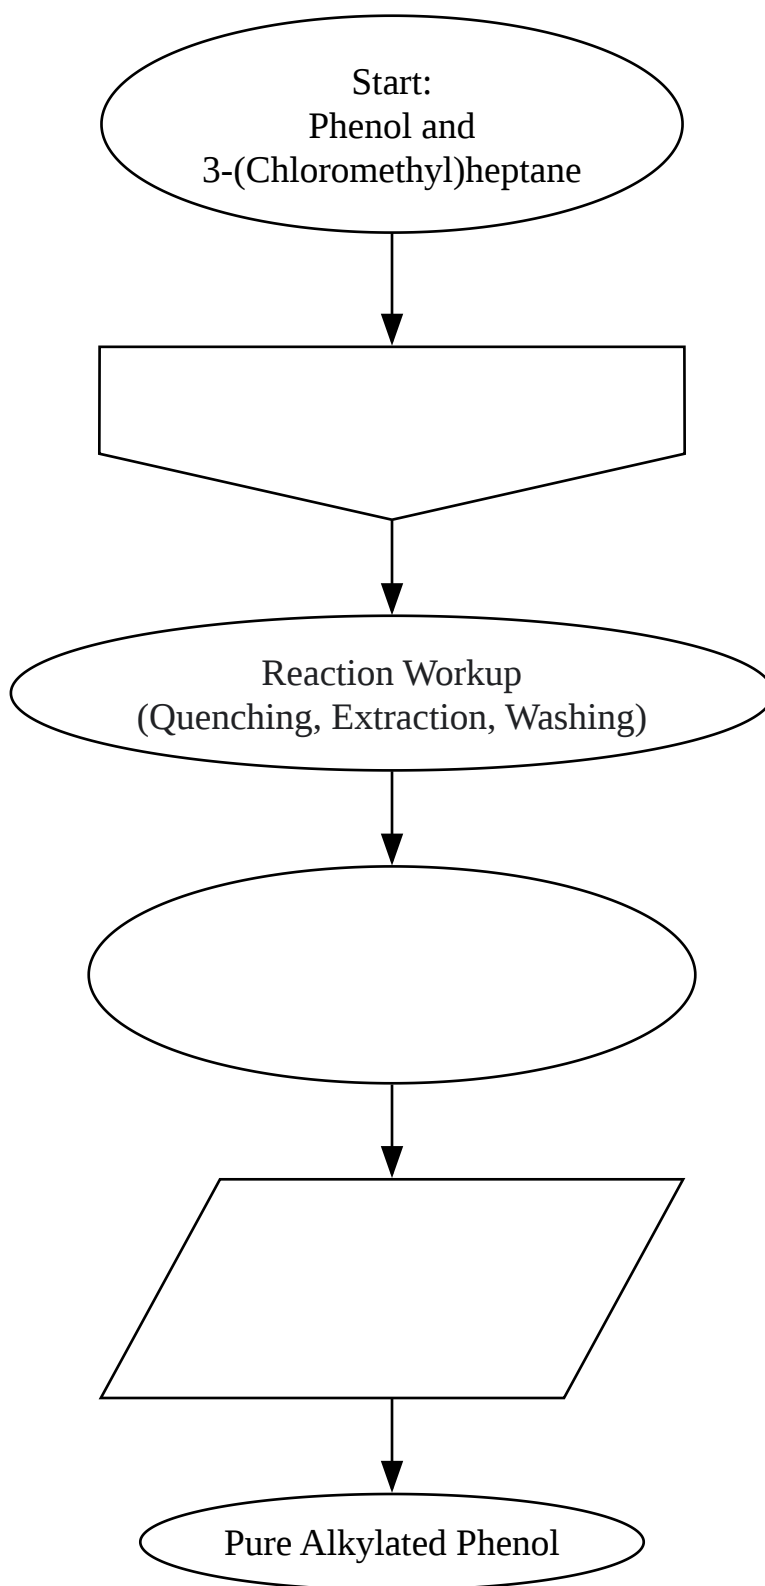 Start:
Phenol and
3-(Chloromethyl)heptane
Reaction Workup
(Quenching, Extraction, Washing)
Pure Alkylated Phenol